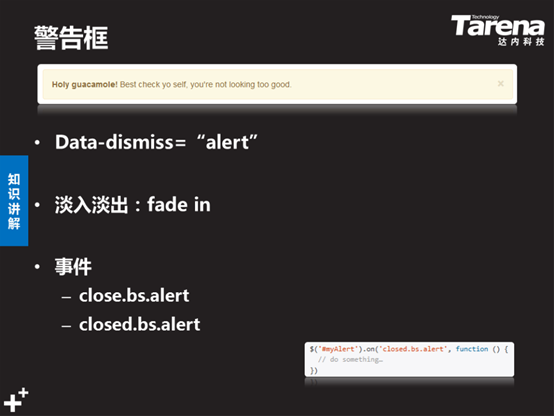 警告框
Technology
Tarena
达内科技
Holy guacamole! Best check yo self, you're not looking too good. ×
• Data-dismiss= “alert”
知识讲解
• 淡入淡出：fade in
• 事件
– close.bs.alert
– closed.bs.alert
$('#myAlert').on('closed.bs.alert', function () {
// do something…
})